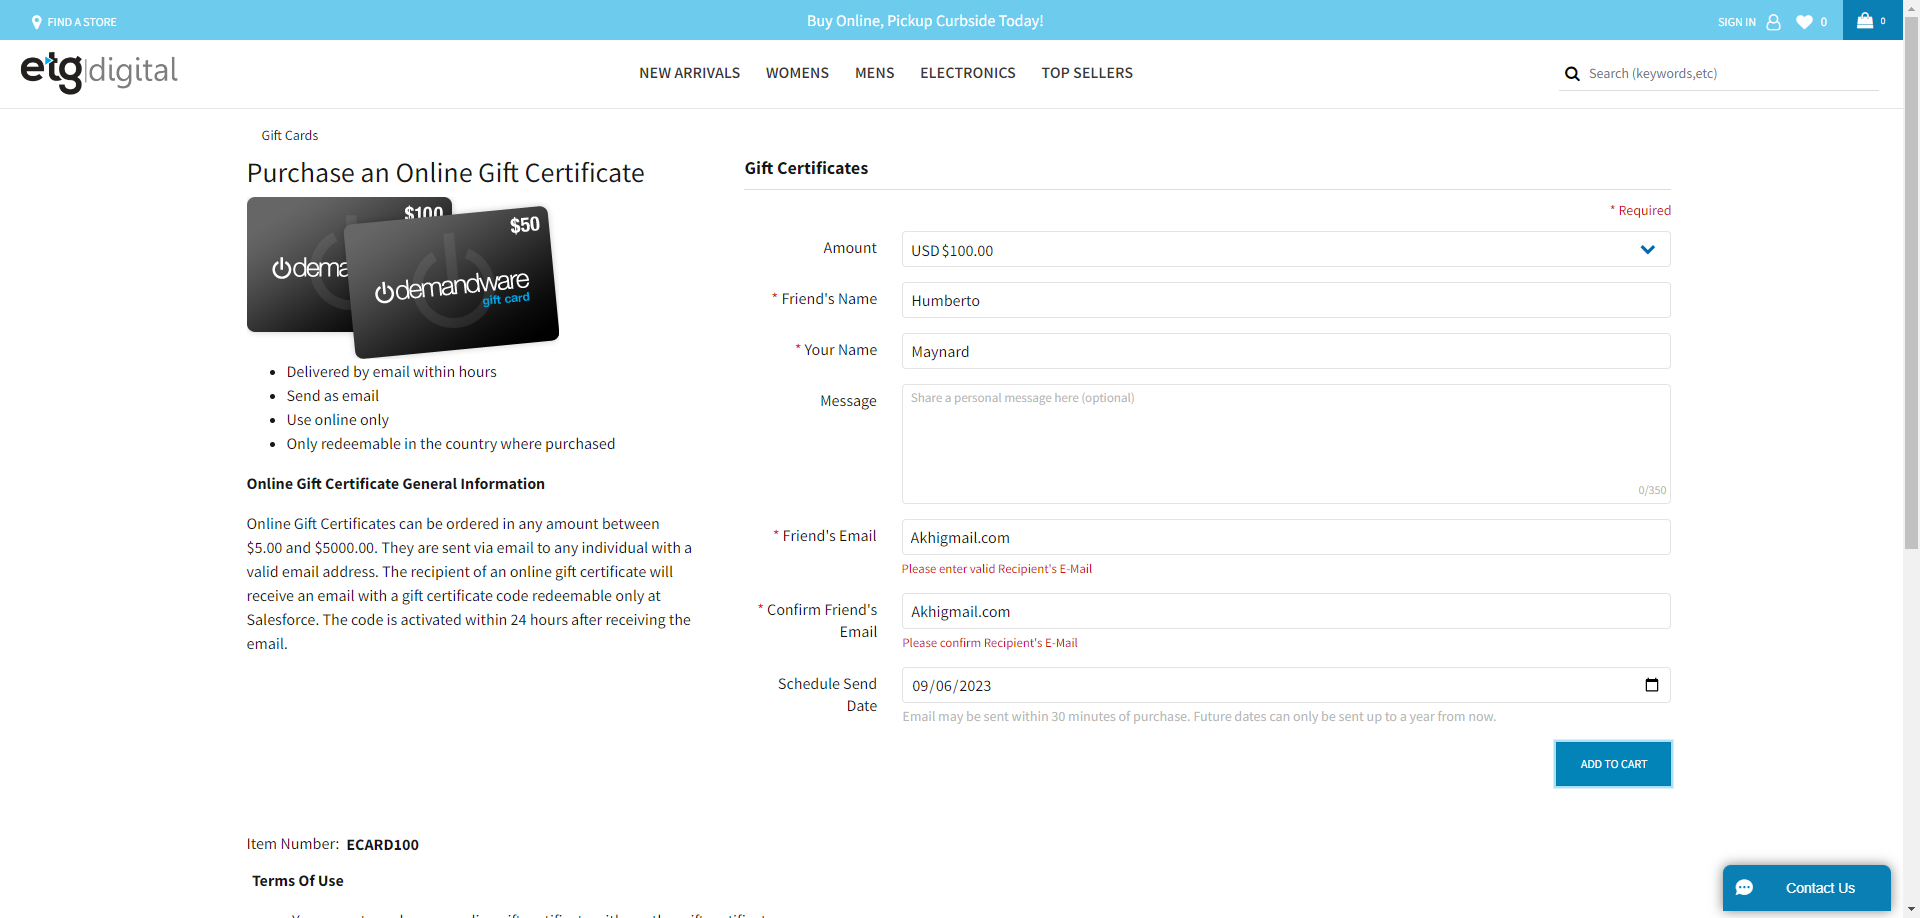 FIND A STORE
Buy Online, Pickup Curbside Today!
SIGN IN
0
0
etg|digital
NEW ARRIVALS
WOMENS
MENS
ELECTRONICS
TOP SELLERS
Search (keywords,etc)
Gift Cards
Purchase an Online Gift Certificate
$100
$50
demandware
gift card
• Delivered by email within hours
• Send as email
• Use online only
• Only redeemable in the country where purchased
Online Gift Certificate General Information
Online Gift Certificates can be ordered in any amount between
$5.00 and $5000.00. They are sent via email to any individual with a
valid email address. The recipient of an online gift certificate will
receive an email with a gift certificate code redeemable only at
Salesforce. The code is activated within 24 hours after receiving the
email.
Gift Certificates
* Required
Amount
USD $100.00
* Friend's Name
Humberto
* Your Name
Maynard
Message
Share a personal message here (optional)
0/350
* Friend's Email
Akhigmail.com
Please enter valid Recipient's E-Mail
* Confirm Friend's
Email
Akhigmail.com
Please confirm Recipient's E-Mail
Schedule Send
Date
09/06/2023
Email may be sent within 30 minutes of purchase. Future dates can only be sent up to a year from now.
ADD TO CART
Item Number: ECARD100
Terms Of Use
Contact Us